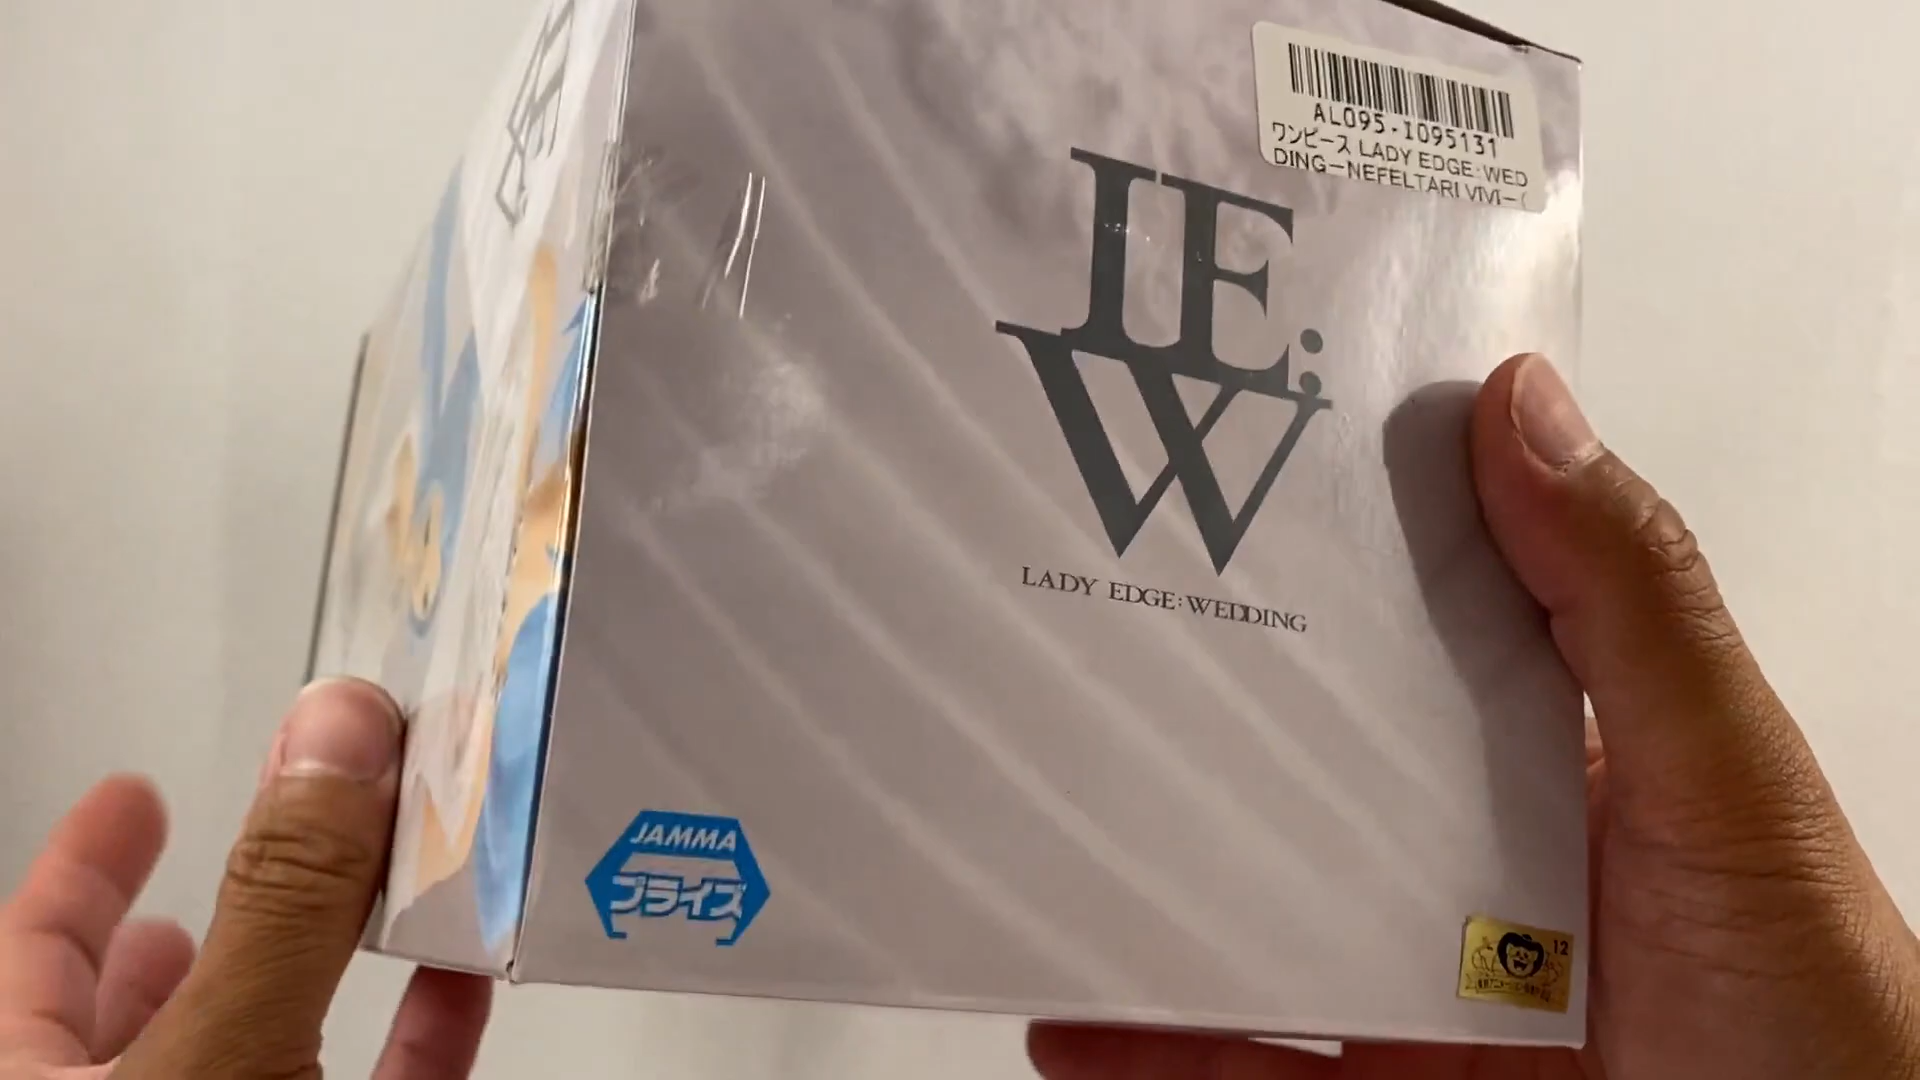 AL095-I095131
ワンピース LADY EDGE:WED
DING-NEFELTARI VIVI-(
LE:
W
LADY EDGE:WEDDING
JAMMA
プライズ
12